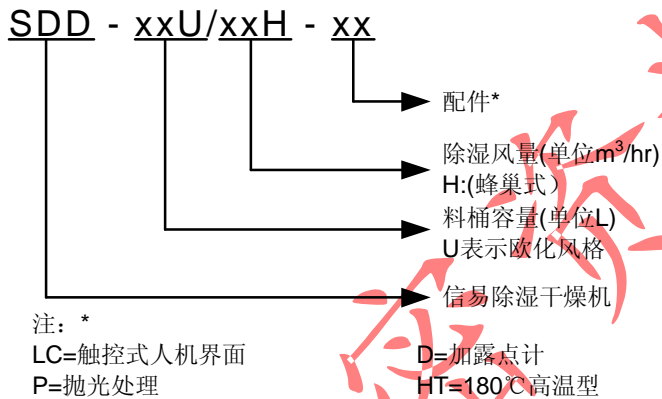 SDD - xxU/xxH - xx
配件*
除湿风量(单位m³/hr)
H:(蜂巢式）
料桶容量(单位L)
U表示欧化风格
信易除湿干燥机
注：*
LC=触控式人机界面 D=加露点计
P=抛光处理 HT=180℃高温型